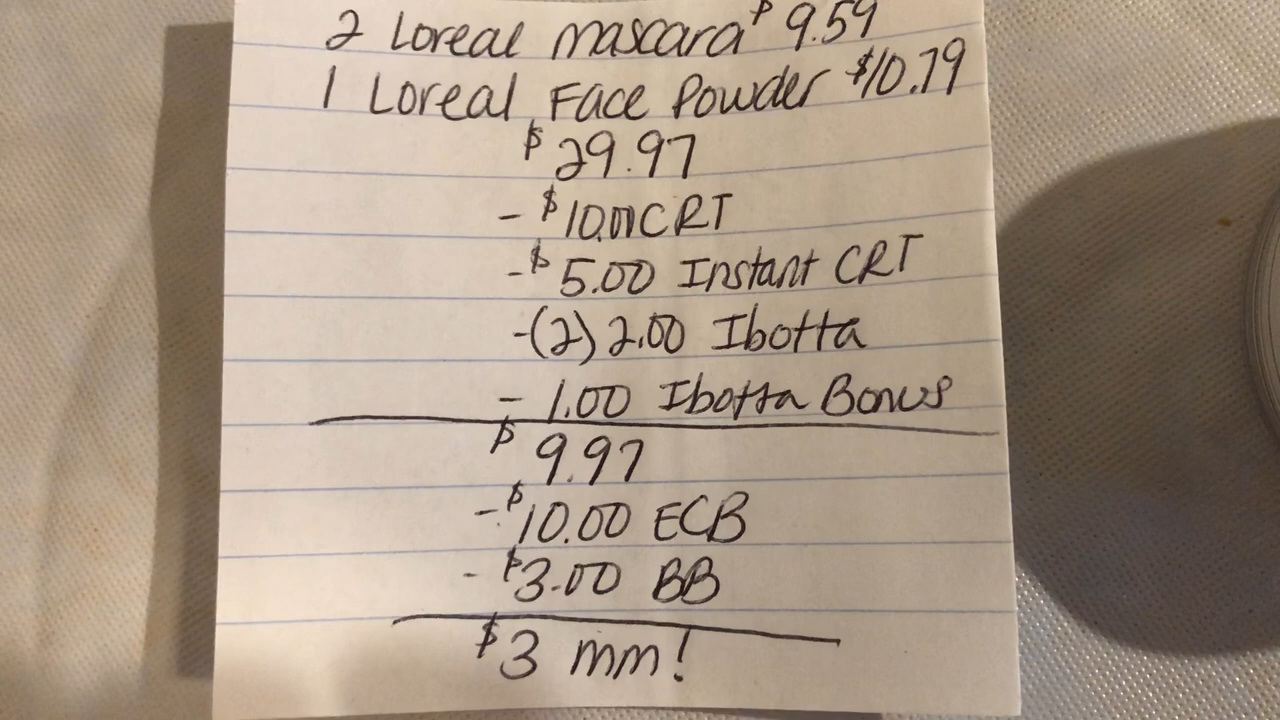 2 Loreal mascara $9.59
1 Loreal Face Powder $10.79
$29.97
- $10.00 CRT
-$5.00 Instant CRT
-(2) 2.00 Ibotta
- 1.00 Ibotta Bonus
$9.97
-$10.00 ECB
- $3.00 BB
$3 mm!